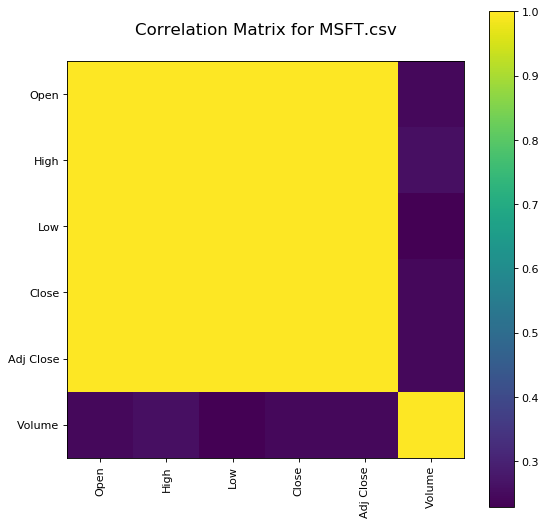 Correlation Matrix for MSFT.csv
Open
High
Low
Close
Adj Close
Volume
Open
High
Low
Close
Adj Close
Volume
1.0
0.9
0.8
0.7
0.6
0.5
0.4
0.3